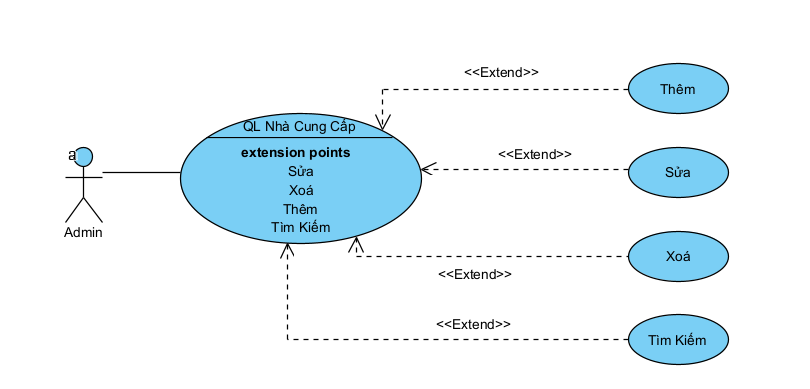 a
Admin
QL Nhà Cung Cấp
extension points
Sửa
Xoá
Thêm
Tìm Kiếm
<<Extend>>
Thêm
<<Extend>>
Sửa
<<Extend>>
Xoá
<<Extend>>
Tìm Kiếm